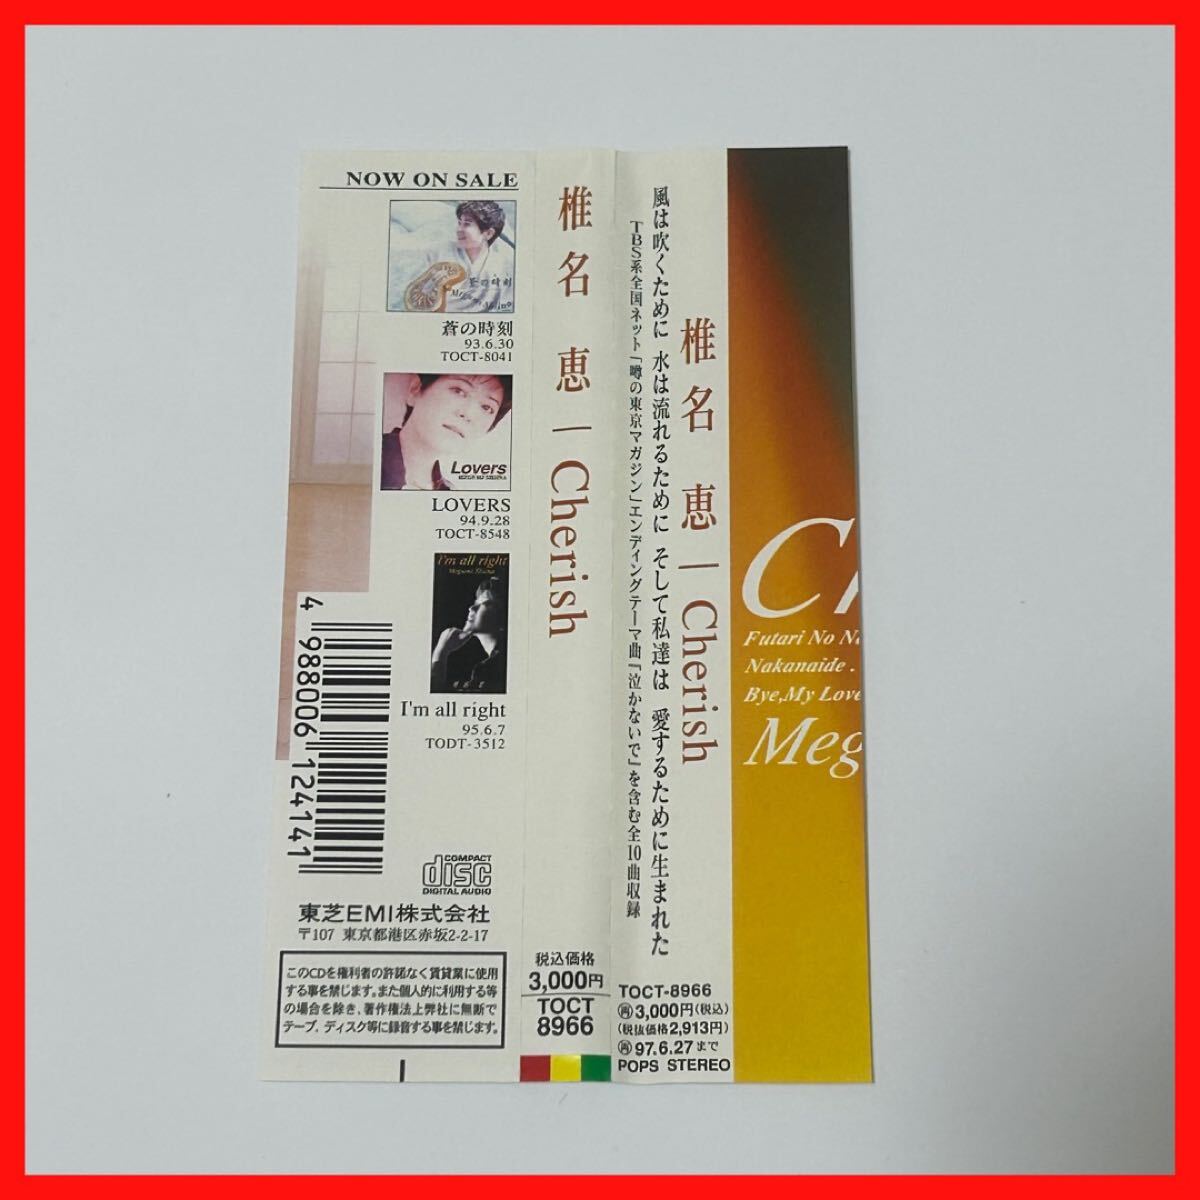 NOW ON SALE
蒼の時刻
蒼の時刻
93.6.30
TOCT-8041
Lovers
LOVERS
94.9.28
TOCT-8548
I'm all right
Megumi Shiina
I'm all right
95.6.7
TODT-3512
4 988006 124141
COMPACT
disc
DIGITAL AUDIO
東芝EMI株式会社
〒107 東京都港区赤坂2-2-17
このCDを権利者の許諾なく賃貸業に使用
する事を禁じます。また個人的に利用する等
の場合を除き、著作権法上弊社に無断で
テープ、ディスク等に録音する事を禁じます。
椎名恵｜Cherish
税込価格
3,000円
TOCT
8966
風は吹くために 水は流れるために そして私達は 愛するために生まれた
TBS系全国ネット「噂の東京マガジン」エンディングテーマ曲『泣かないで』を含む全10曲収録
椎名恵｜Cherish
TOCT-8966
㊞3,000円(税込)
(税抜価格2,913円)
㊞97.6.27まで
POPS STEREO
Futari No
Nakanaide .
Bye,My Love
Meg